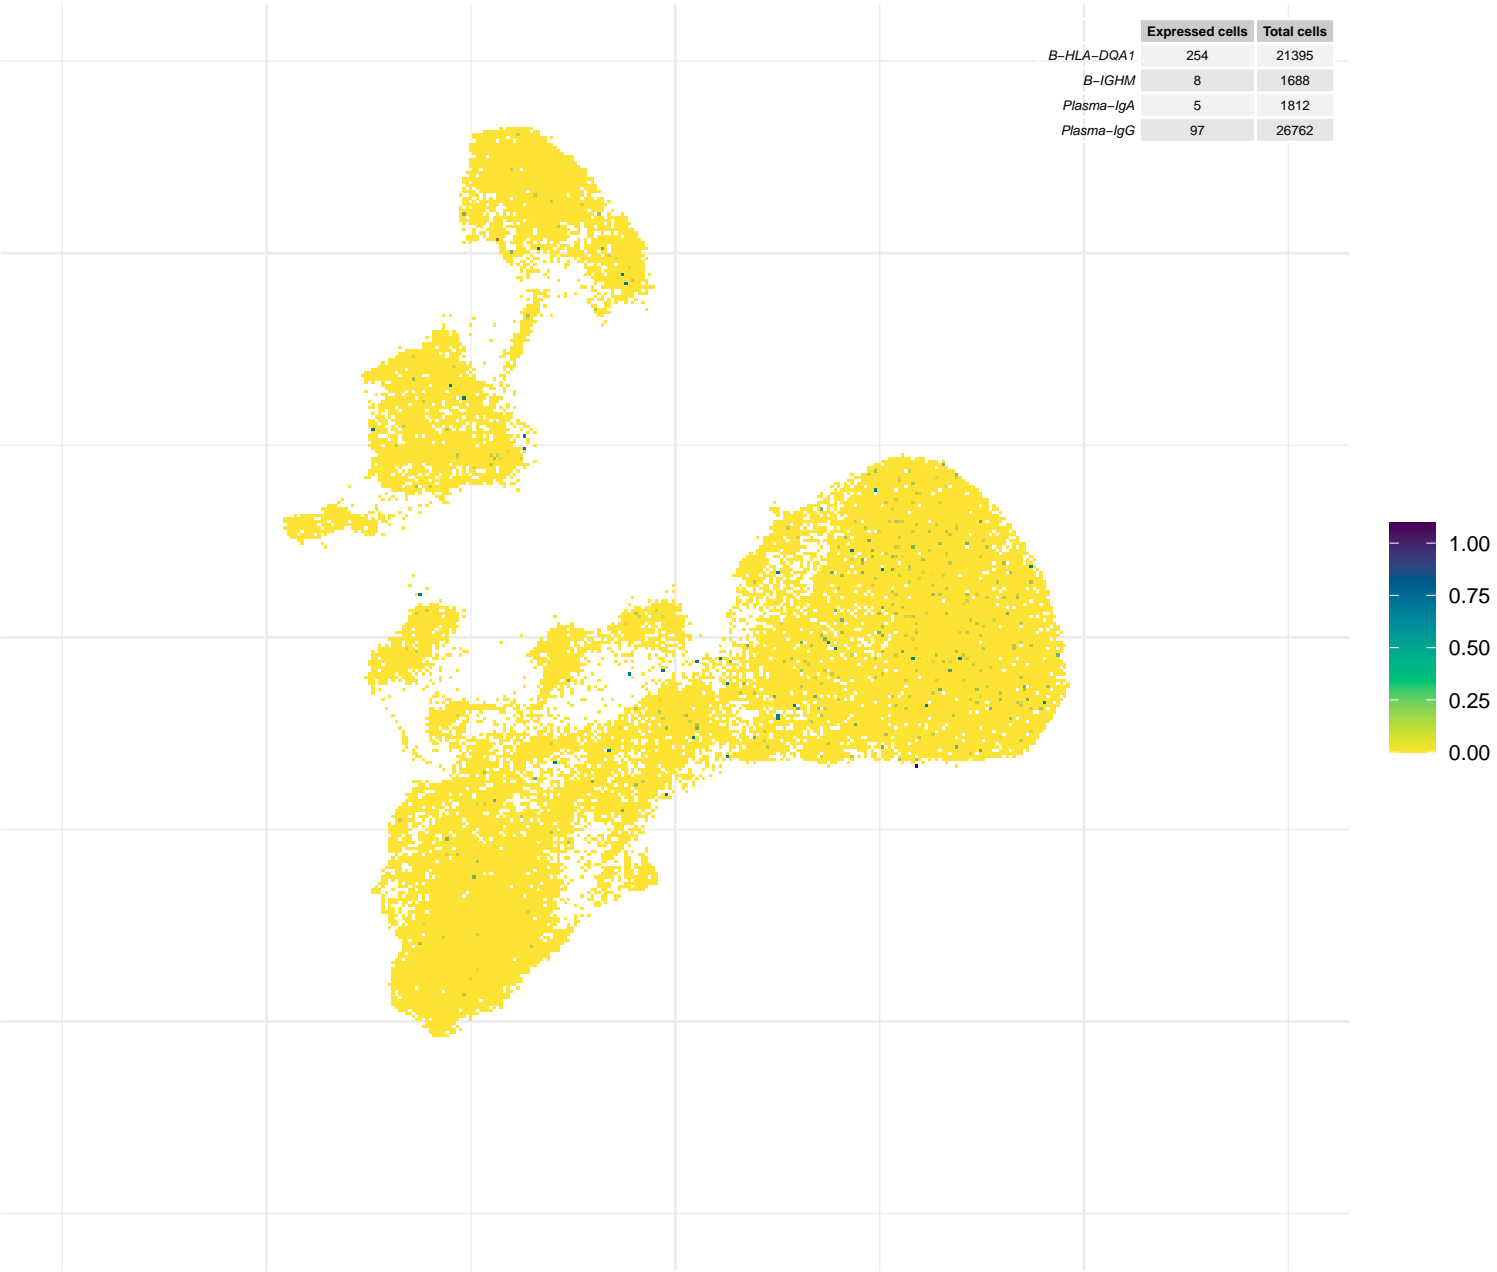 Expressed cells Total cells
B−HLA−DQA1 254 21395
B−IGHM 8 1688
Plasma−IgA 5 1812
Plasma−IgG 97 26762
1.00
0.75
0.50
0.25
0.00